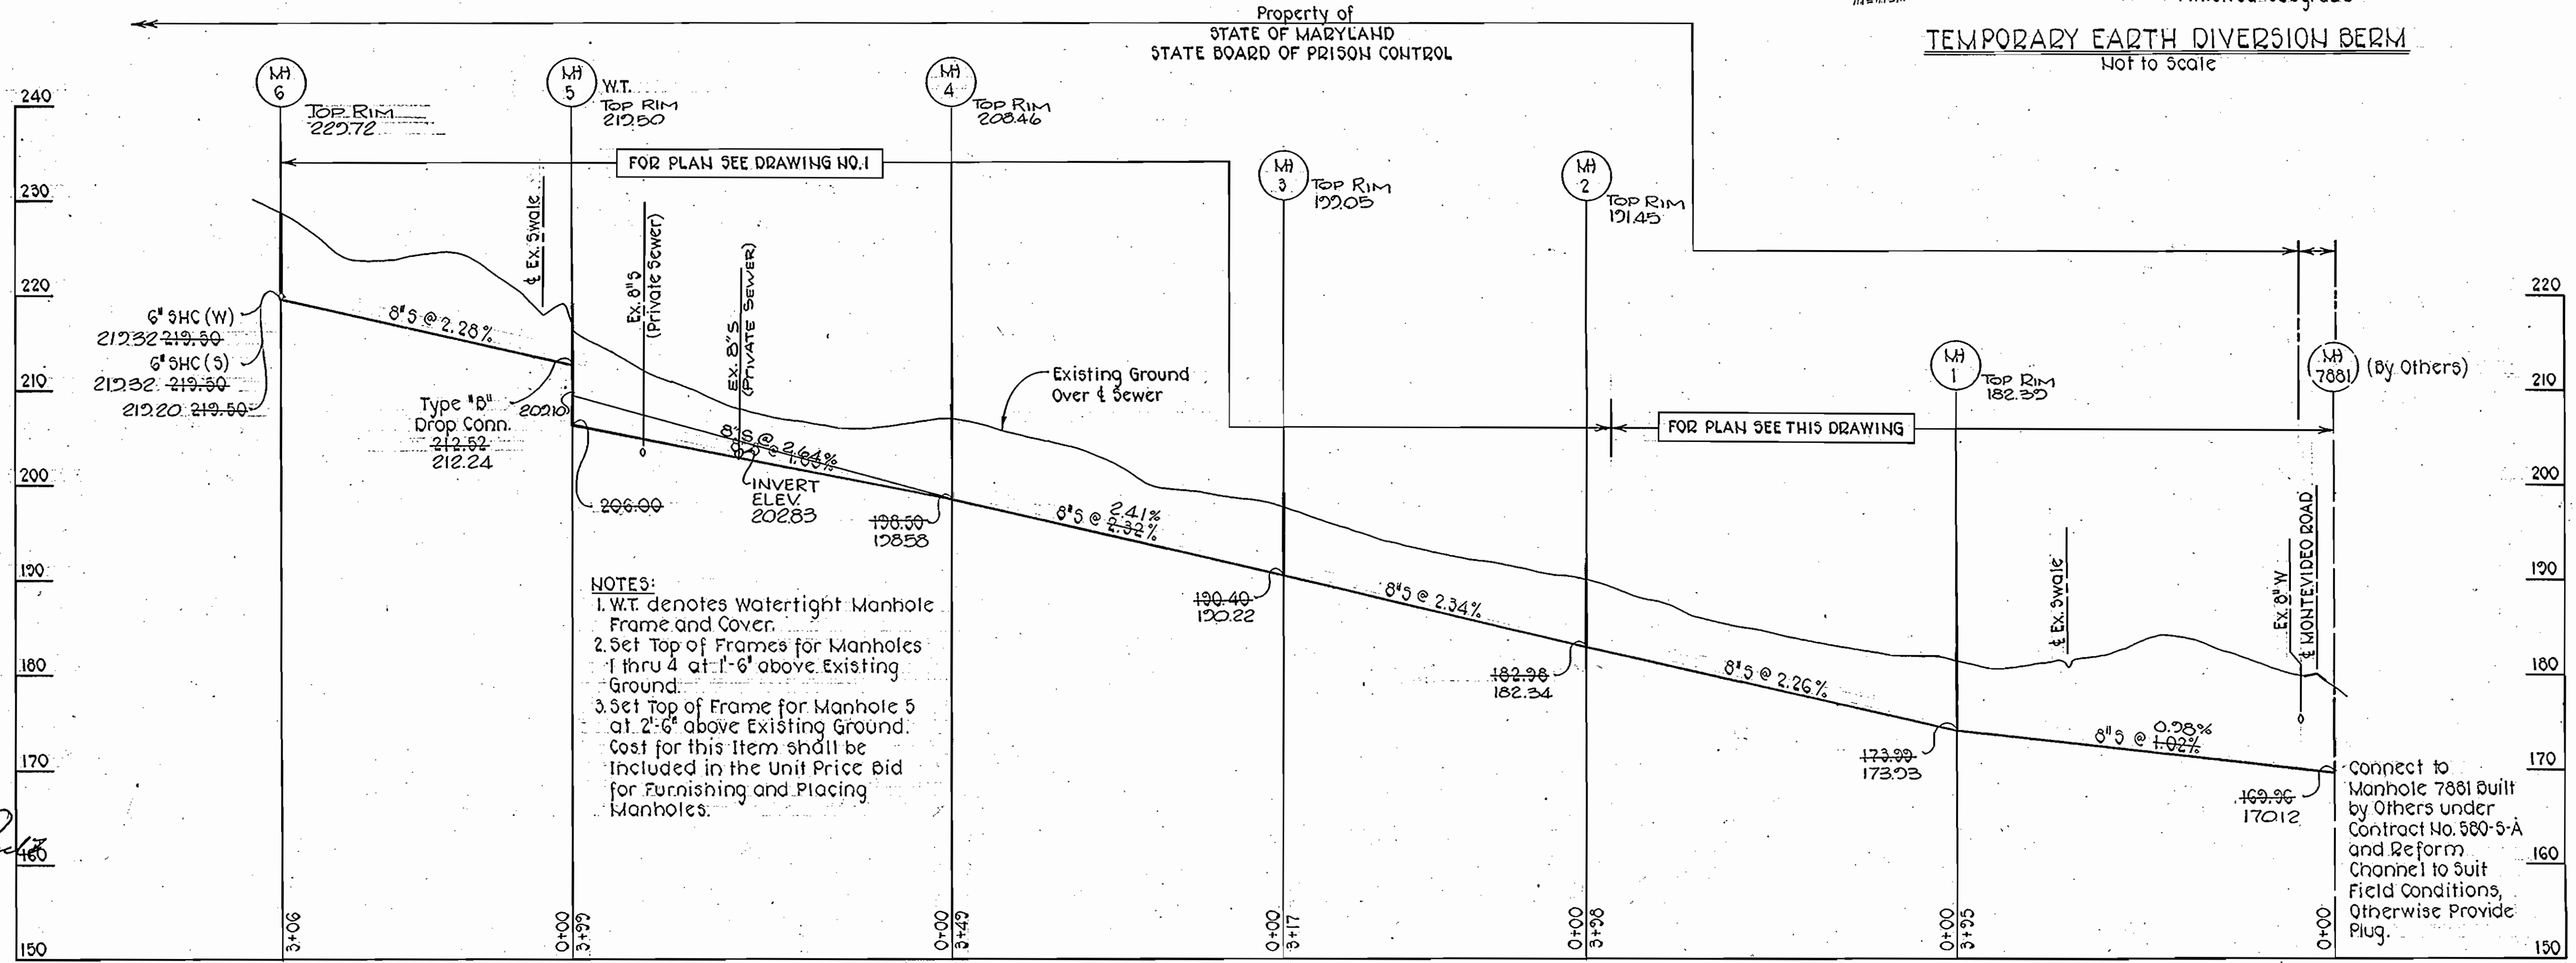 Property of
STATE OF MARYLAND
STATE BOARD OF PRISON CONTROL
TEMPORARY EARTH DIVERSION BERM
Not to Scale
MH
6
TOP RIM
229.72
MH
5
W.T.
TOP RIM
219.50
MH
4
TOP RIM
208.46
MH
3
TOP RIM
199.05
MH
2
TOP RIM
191.45
MH
1
TOP RIM
182.39
MH
7881
(By Others)
FOR PLAN SEE DRAWING NO.1
FOR PLAN SEE THIS DRAWING
240
230
220
210
200
190
180
170
160
150
220
210
200
190
180
170
160
150
6" SHC (W)
219.32 219.50
6" SHC (S)
219.32 219.50
219.20 219.50
8"S @ 2.28%
℄ Ex. Swale
Ex. 8"S
(Private Sewer)
EX. 8"S
(PRIVATE SEWER)
Type "B"
Drop Conn.
212.52
212.24
209.10
206.00
8"S @ 2.64%
INVERT
ELEV.
202.83
198.50
198.58
Existing Ground
Over ℄ Sewer
2.41%
8"S @ 2.32%
190.40
190.22
8"S @ 2.34%
182.98
182.34
8"S @ 2.26%
173.99
173.93
℄ Ex. Swale
0.98%
8"S @ 1.02%
Ex. 8"W
℄ MONTEVIDEO ROAD
169.96
170.12
NOTES:
1. W.T. denotes Watertight Manhole
Frame and Cover.
2. Set Top of Frames for Manholes
1 thru 4 at 1'-6" above Existing
Ground.
3. Set Top of Frame for Manhole 5
at 2'-6" above Existing Ground.
Cost for this Item shall be
Included in the Unit Price Bid
for Furnishing and Placing
Manholes.
Connect to
Manhole 7881 Built
by Others under
Contract No. 580-S-A
and Reform
Channel to Suit
Field Conditions,
Otherwise Provide
Plug.
3+06
0+00
3+99
0+00
3+49
0+00
3+17
0+00
3+98
0+00
3+95
0+00